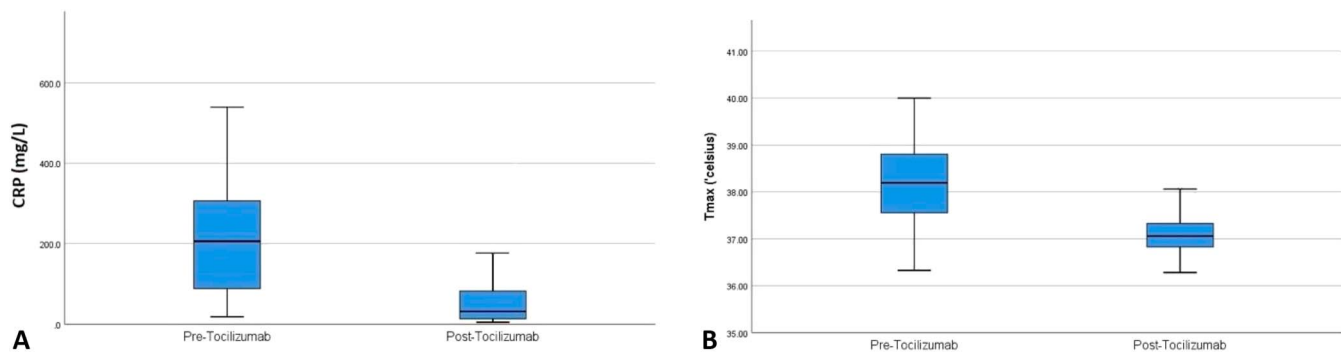 CRP (mg/L)
600.0
400.0
200.0
.0
Pre-Tocilizumab
Post-Tocilizumab
A
Tmax ('celsius)
41.00
40.00
39.00
38.00
37.00
36.00
35.00
Pre-Tocilizumab
Post-Tocilizumab
B